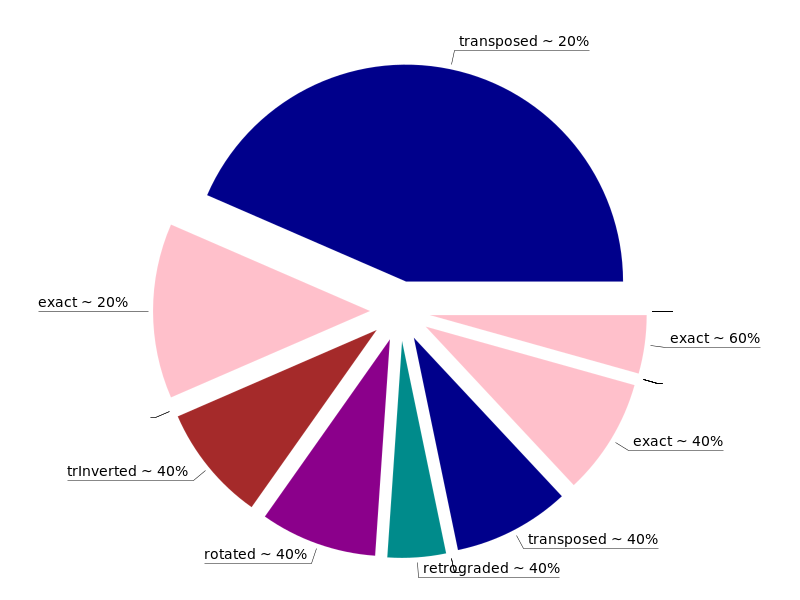 transposed ~ 20%
exact ~ 20%
exact ~ 60%
exact ~ 40%
trInverted ~ 40%
transposed ~ 40%
rotated ~ 40%
retrograded ~ 40%